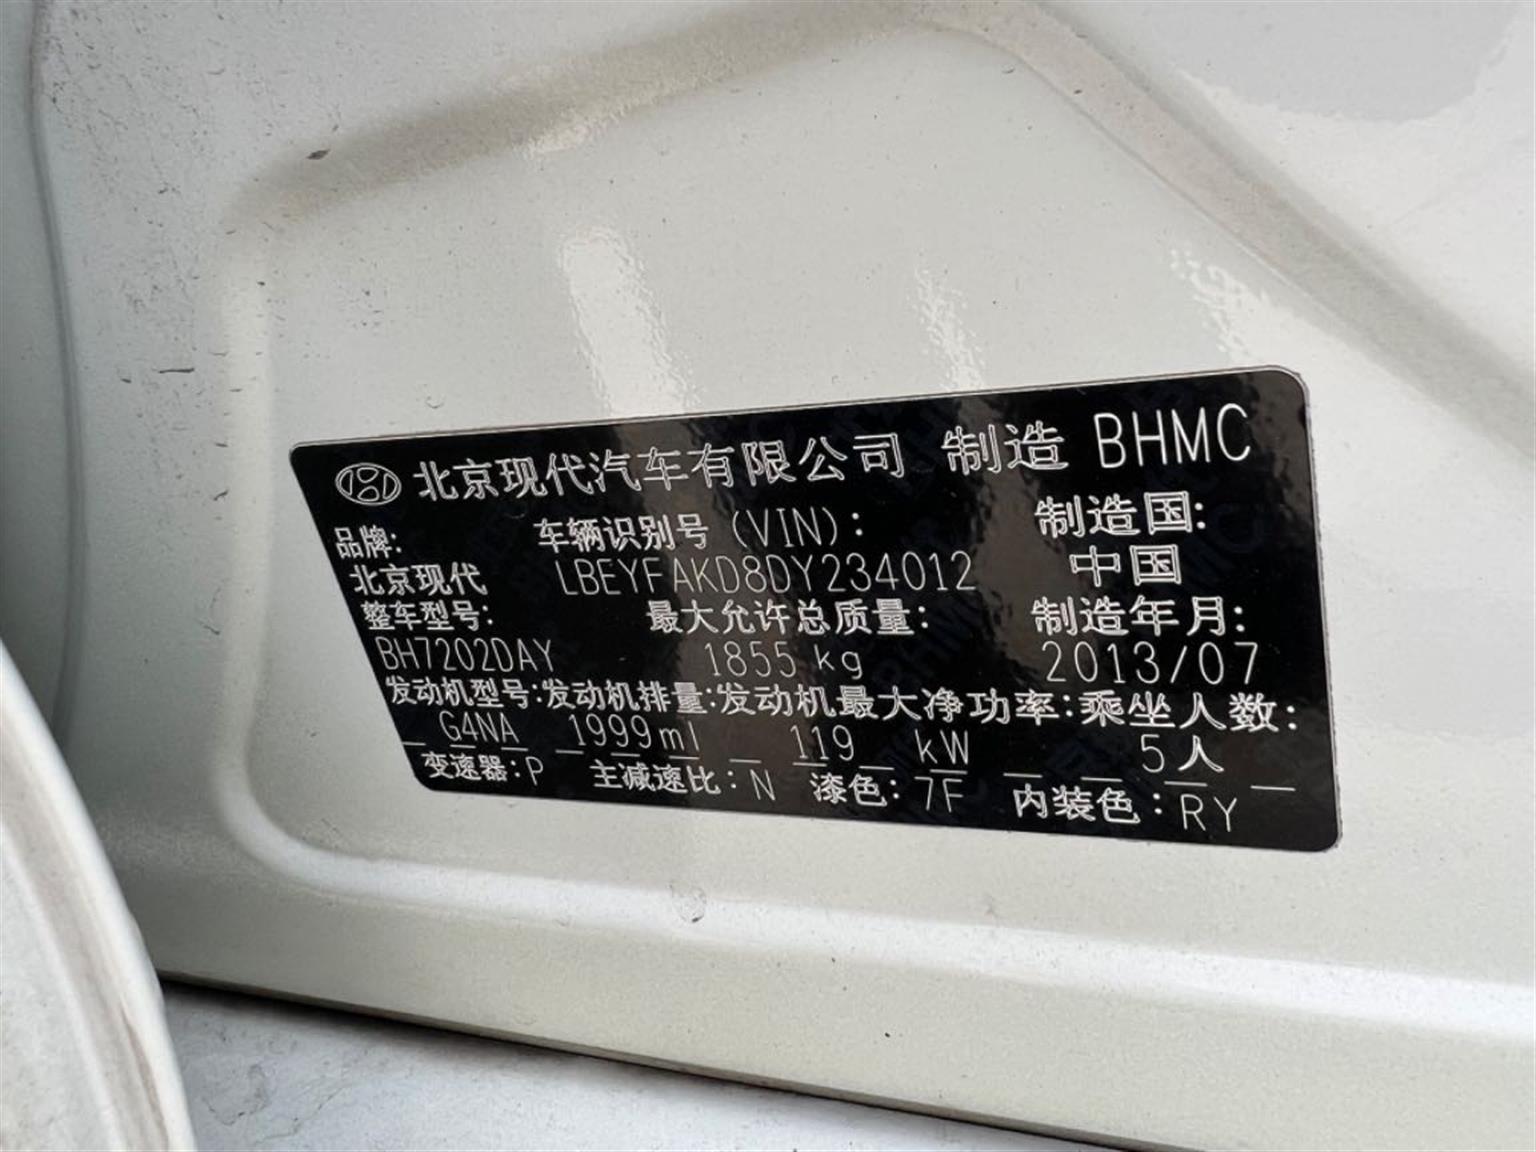 北京现代汽车有限公司 制造 BHMC
品牌: 车辆识别号 (VIN): 制造国:
北京现代 LBEYFAKD8DY234012 中国
整车型号: 最大允许总质量: 制造年月:
BH7202DAY 1855 kg 2013/07
发动机型号: 发动机排量: 发动机最大净功率: 乘坐人数:
G4NA 1999ml 119 kW 5人
变速器: P 主减速比: N 漆色: 7F 内装色: RY